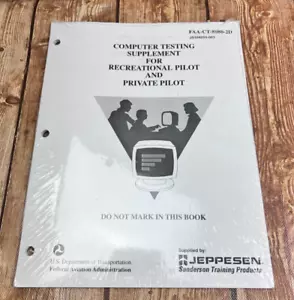 FAA-CT-8080-2D
COMPUTER TESTING
SUPPLEMENT
FOR
RECREATIONAL PILOT
AND
PRIVATE PILOT
DO NOT MARK IN THIS BOOK
U.S. Department of Transportation
Federal Aviation Administration
Supplied by:
JEPPESEN
Sanderson Training Products